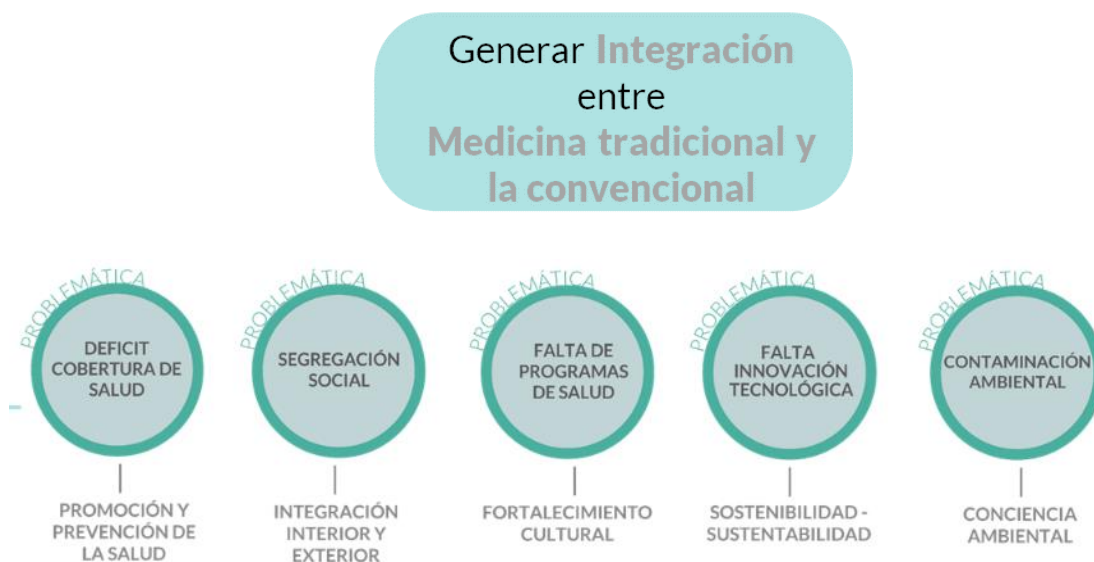 Generar Integración
entre
Medicina tradicional y
la convencional
PROBLEMÁTICA
DEFICIT
COBERTURA DE
SALUD
PROMOCIÓN Y
PREVENCIÓN DE
LA SALUD
PROBLEMÁTICA
SEGREGACIÓN
SOCIAL
INTEGRACIÓN
INTERIOR Y
EXTERIOR
PROBLEMÁTICA
FALTA DE
PROGRAMAS
DE SALUD
FORTALECIMIENTO
CULTURAL
PROBLEMÁTICA
FALTA
INNOVACIÓN
TECNOLÓGICA
SOSTENIBILIDAD -
SUSTENTABILIDAD
PROBLEMÁTICA
CONTAMINACIÓN
AMBIENTAL
CONCIENCIA
AMBIENTAL